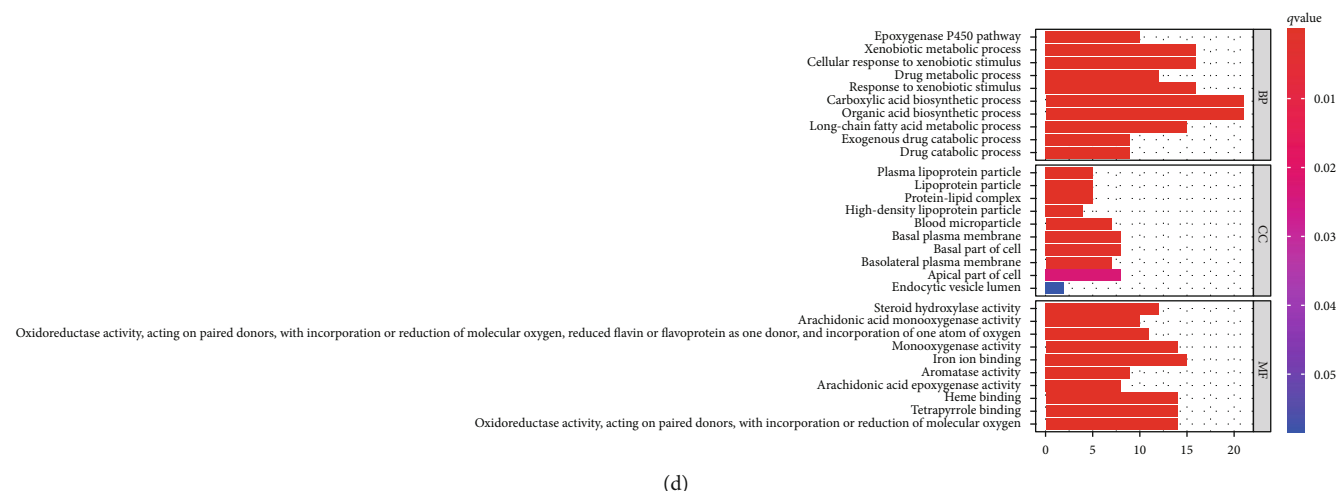 qvalue
Epoxygenase P450 pathway
Xenobiotic metabolic process
Cellular response to xenobiotic stimulus
Drug metabolic process
Response to xenobiotic stimulus
Carboxylic acid biosynthetic process
Organic acid biosynthetic process
Long-chain fatty acid metabolic process
Exogenous drug catabolic process
Drug catabolic process
BP
Plasma lipoprotein particle
Lipoprotein particle
Protein-lipid complex
High-density lipoprotein particle
Blood microparticle
Basal plasma membrane
Basal part of cell
Basolateral plasma membrane
Apical part of cell
Endocytic vesicle lumen
CC
Steroid hydroxylase activity
Arachidonic acid monooxygenase activity
Oxidoreductase activity, acting on paired donors, with incorporation or reduction of molecular oxygen, reduced flavin or flavoprotein as one donor, and incorporation of one atom of oxygen
Monooxygenase activity
Iron ion binding
Aromatase activity
Arachidonic acid epoxygenase activity
Heme binding
Tetrapyrrole binding
Oxidoreductase activity, acting on paired donors, with incorporation or reduction of molecular oxygen
MF
0 5 10 15 20
0.01
0.02
0.03
0.04
0.05
(d)